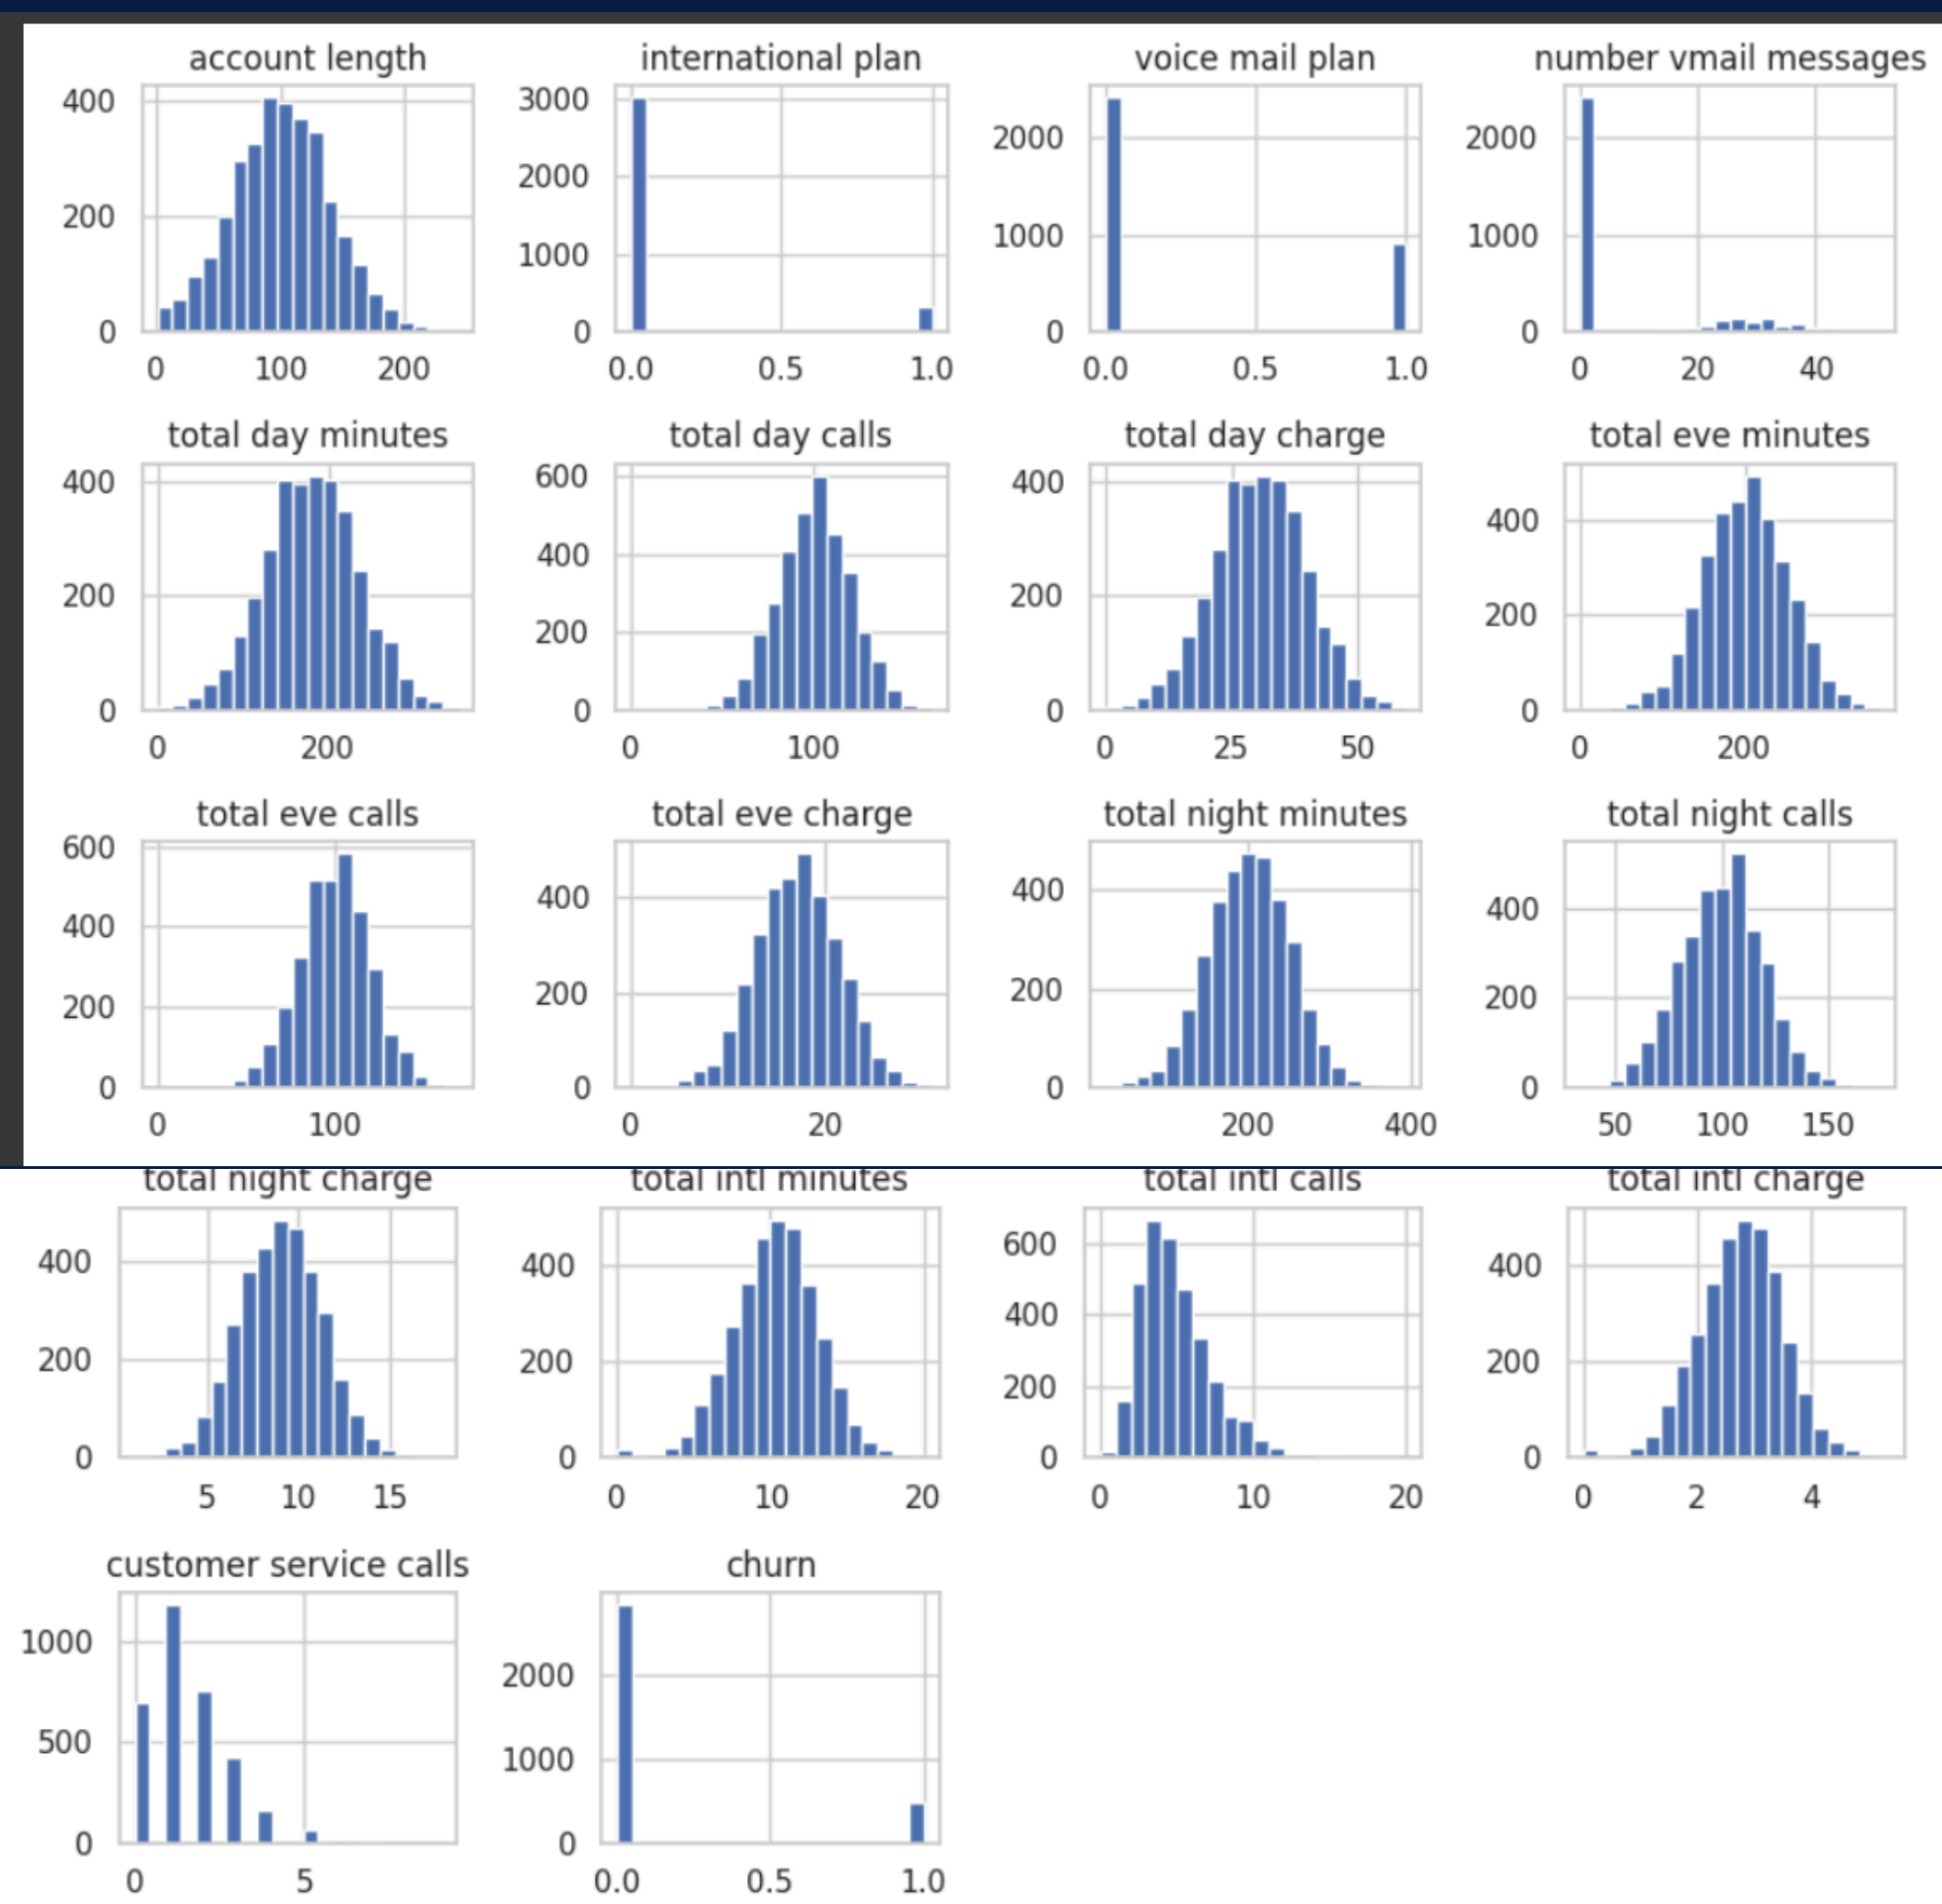 account length international plan voice mail plan number vmail messages
400 3000 2000 2000
200 2000 1000 1000
1000
0 0 0 0
0 100 200 0.0 0.5 1.0 0.0 0.5 1.0 0 20 40
total day minutes total day calls total day charge total eve minutes
400 600 400 400
200 400 200 200
200
0 0 0 0
0 200 0 100 0 25 50 0 200
total eve calls total eve charge total night minutes total night calls
600 400 400 400
400 200 200 200
200
0 0 0 0
0 100 0 20 200 400 50 100 150
total night charge total intl minutes total intl calls total intl charge
400 400 600 400
200 200 400 200
200
0 0 0 0
5 10 15 0 10 20 0 10 20 0 2 4
customer service calls churn
1000 2000
500 1000
0 0
0 5 0.0 0.5 1.0